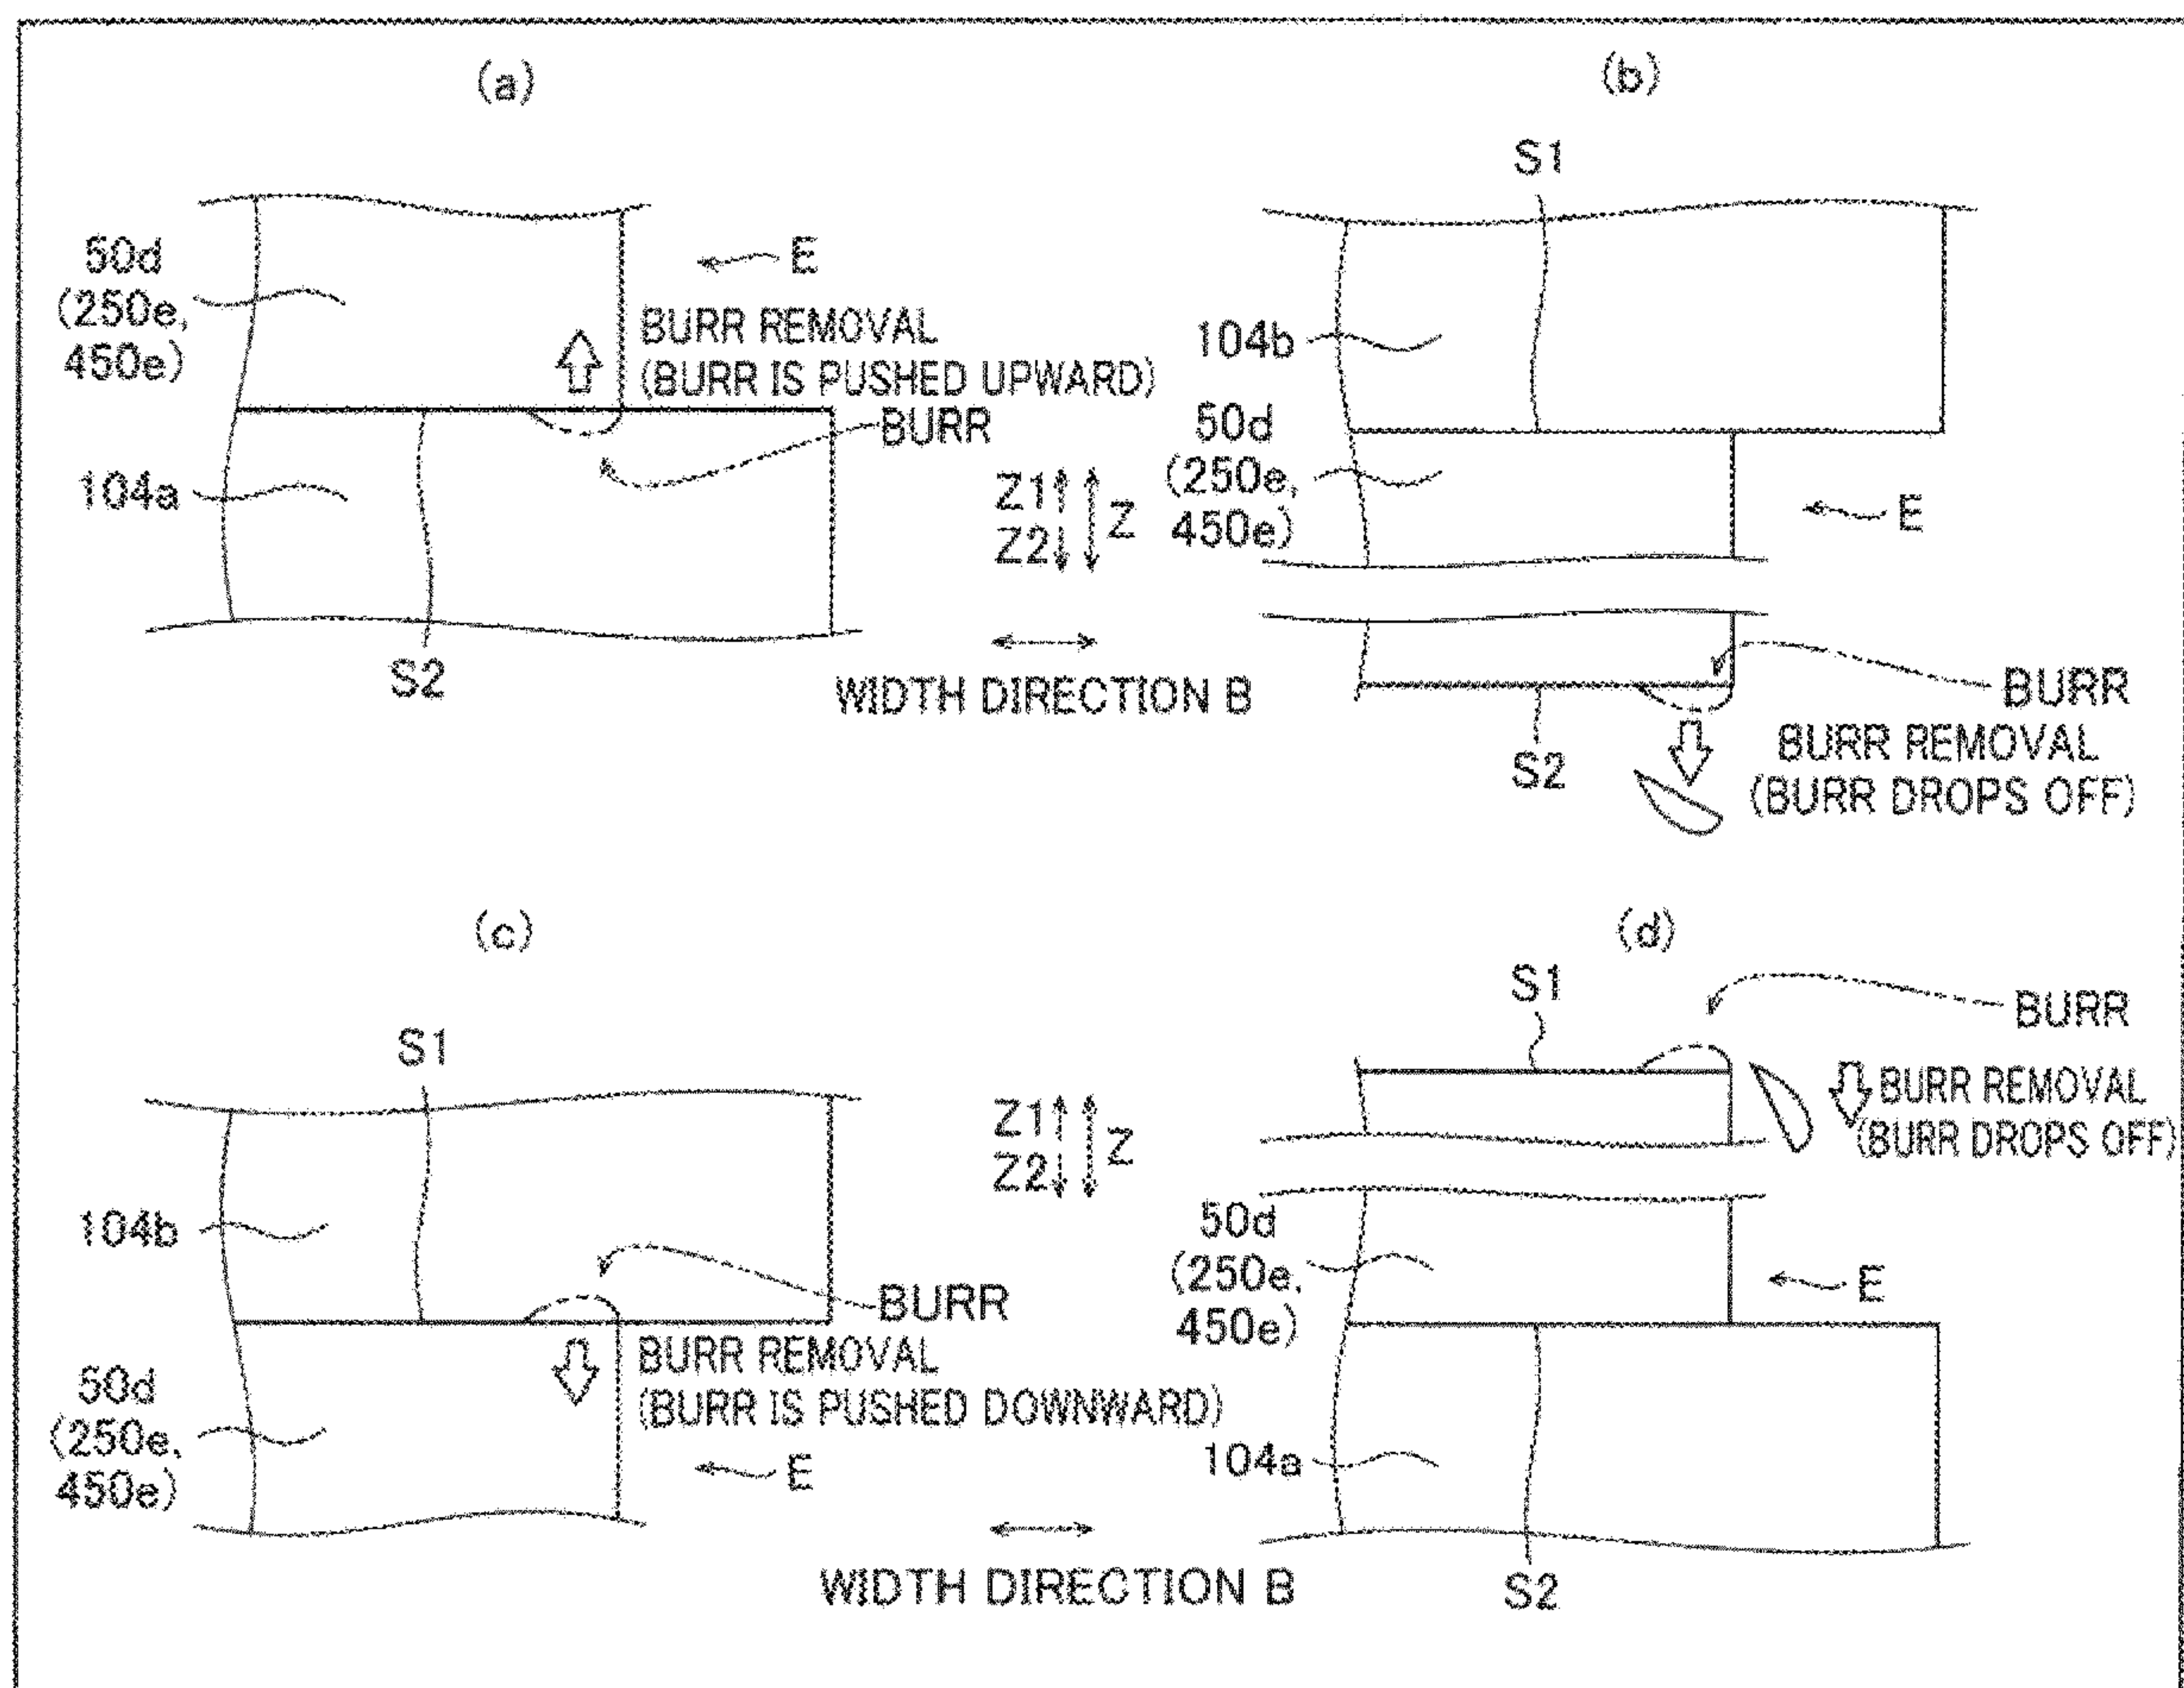 (a)
50d
(250e,
450e)
E
BURR REMOVAL
(BURR IS PUSHED UPWARD)
BURR
104a
S2
Z1
Z2
Z
WIDTH DIRECTION B
(b)
S1
104b
50d
(250e,
450e)
E
BURR
S2
BURR REMOVAL
(BURR DROPS OFF)
(c)
S1
104b
BURR
BURR REMOVAL
(BURR IS PUSHED DOWNWARD)
50d
(250e,
450e)
E
Z1
Z2
Z
WIDTH DIRECTION B
(d)
S1
BURR
BURR REMOVAL
(BURR DROPS OFF)
50d
(250e,
450e)
E
104a
S2